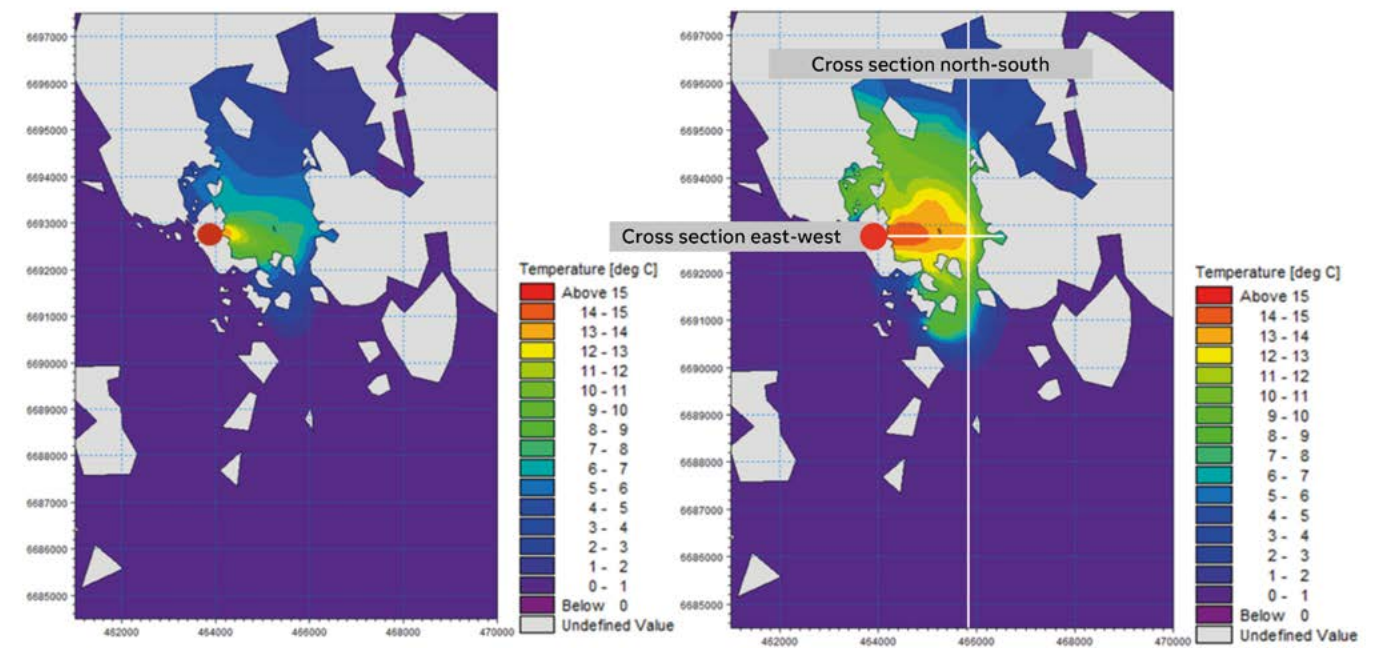 6697000
6696000
6695000
6694000
6693000
6692000
6691000
6690000
6689000
6688000
6687000
6686000
6685000
462000 464000 466000 468000 470000
Temperature [deg C]
Above 15
14 - 15
13 - 14
12 - 13
11 - 12
10 - 11
9 - 10
8 - 9
7 - 8
6 - 7
5 - 6
4 - 5
3 - 4
2 - 3
1 - 2
0 - 1
Below 0
Undefined Value
6697000
6696000
6695000
6694000
6692000
6691000
6690000
6689000
6688000
6687000
6686000
6685000
462000 464000 466000 468000 470000
Cross section north-south
Cross section east-west
Temperature [deg C]
Above 15
14 - 15
13 - 14
12 - 13
11 - 12
10 - 11
9 - 10
8 - 9
7 - 8
6 - 7
5 - 6
4 - 5
3 - 4
2 - 3
1 - 2
0 - 1
Below 0
Undefined Value